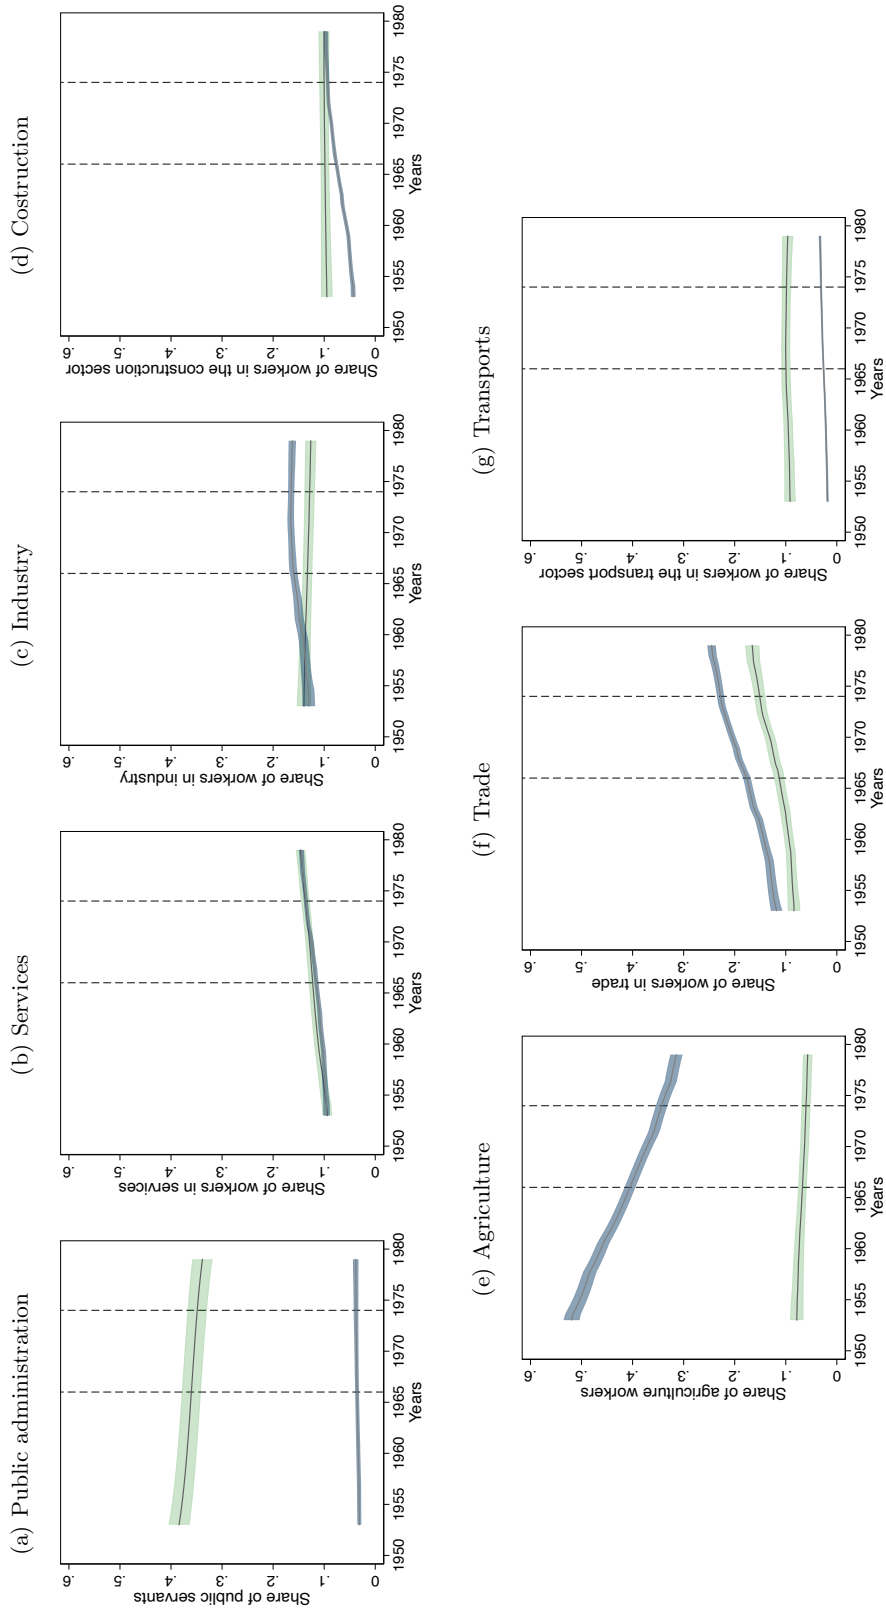 (a) Public administration
Share of public servants
0 .1 .2 .3 .4 .5 .6
1950 1955 1960 1965 1970 1975 1980
Years
(b) Services
Share of workers in services
0 .1 .2 .3 .4 .5 .6
1950 1955 1960 1965 1970 1975 1980
Years
(c) Industry
Share of workers in industry
0 .1 .2 .3 .4 .5 .6
1950 1955 1960 1965 1970 1975 1980
Years
(d) Costruction
Share of workers in the construction sector
0 .1 .2 .3 .4 .5 .6
1950 1955 1960 1965 1970 1975 1980
Years
(e) Agriculture
Share of agriculture workers
0 .1 .2 .3 .4 .5 .6
1950 1955 1960 1965 1970 1975 1980
Years
(f) Trade
Share of workers in trade
0 .1 .2 .3 .4 .5 .6
1950 1955 1960 1965 1970 1975 1980
Years
(g) Transports
Share of workers in the transport sector
0 .1 .2 .3 .4 .5 .6
1950 1955 1960 1965 1970 1975 1980
Years